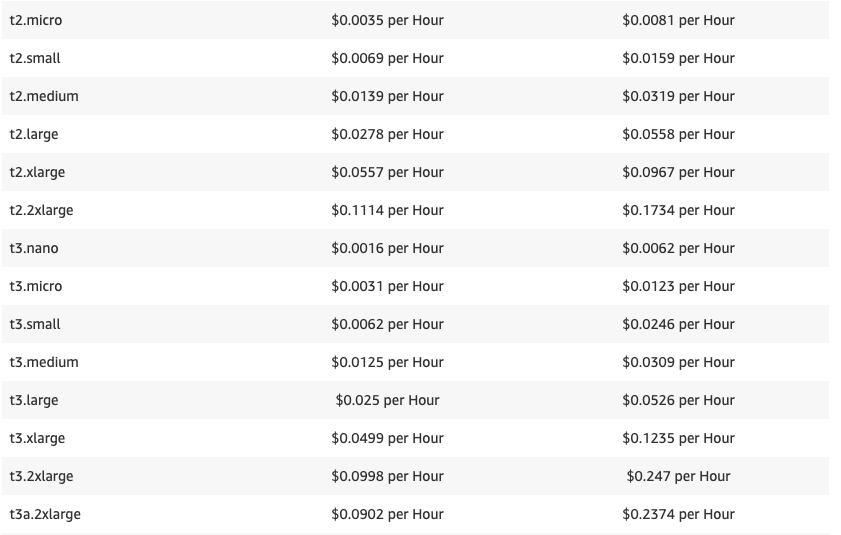 t2.micro $0.0035 per Hour $0.0081 per Hour
t2.small $0.0069 per Hour $0.0159 per Hour
t2.medium $0.0139 per Hour $0.0319 per Hour
t2.large $0.0278 per Hour $0.0558 per Hour
t2.xlarge $0.0557 per Hour $0.0967 per Hour
t2.2xlarge $0.1114 per Hour $0.1734 per Hour
t3.nano $0.0016 per Hour $0.0062 per Hour
t3.micro $0.0031 per Hour $0.0123 per Hour
t3.small $0.0062 per Hour $0.0246 per Hour
t3.medium $0.0125 per Hour $0.0309 per Hour
t3.large $0.025 per Hour $0.0526 per Hour
t3.xlarge $0.0499 per Hour $0.1235 per Hour
t3.2xlarge $0.0998 per Hour $0.247 per Hour
t3a.2xlarge $0.0902 per Hour $0.2374 per Hour